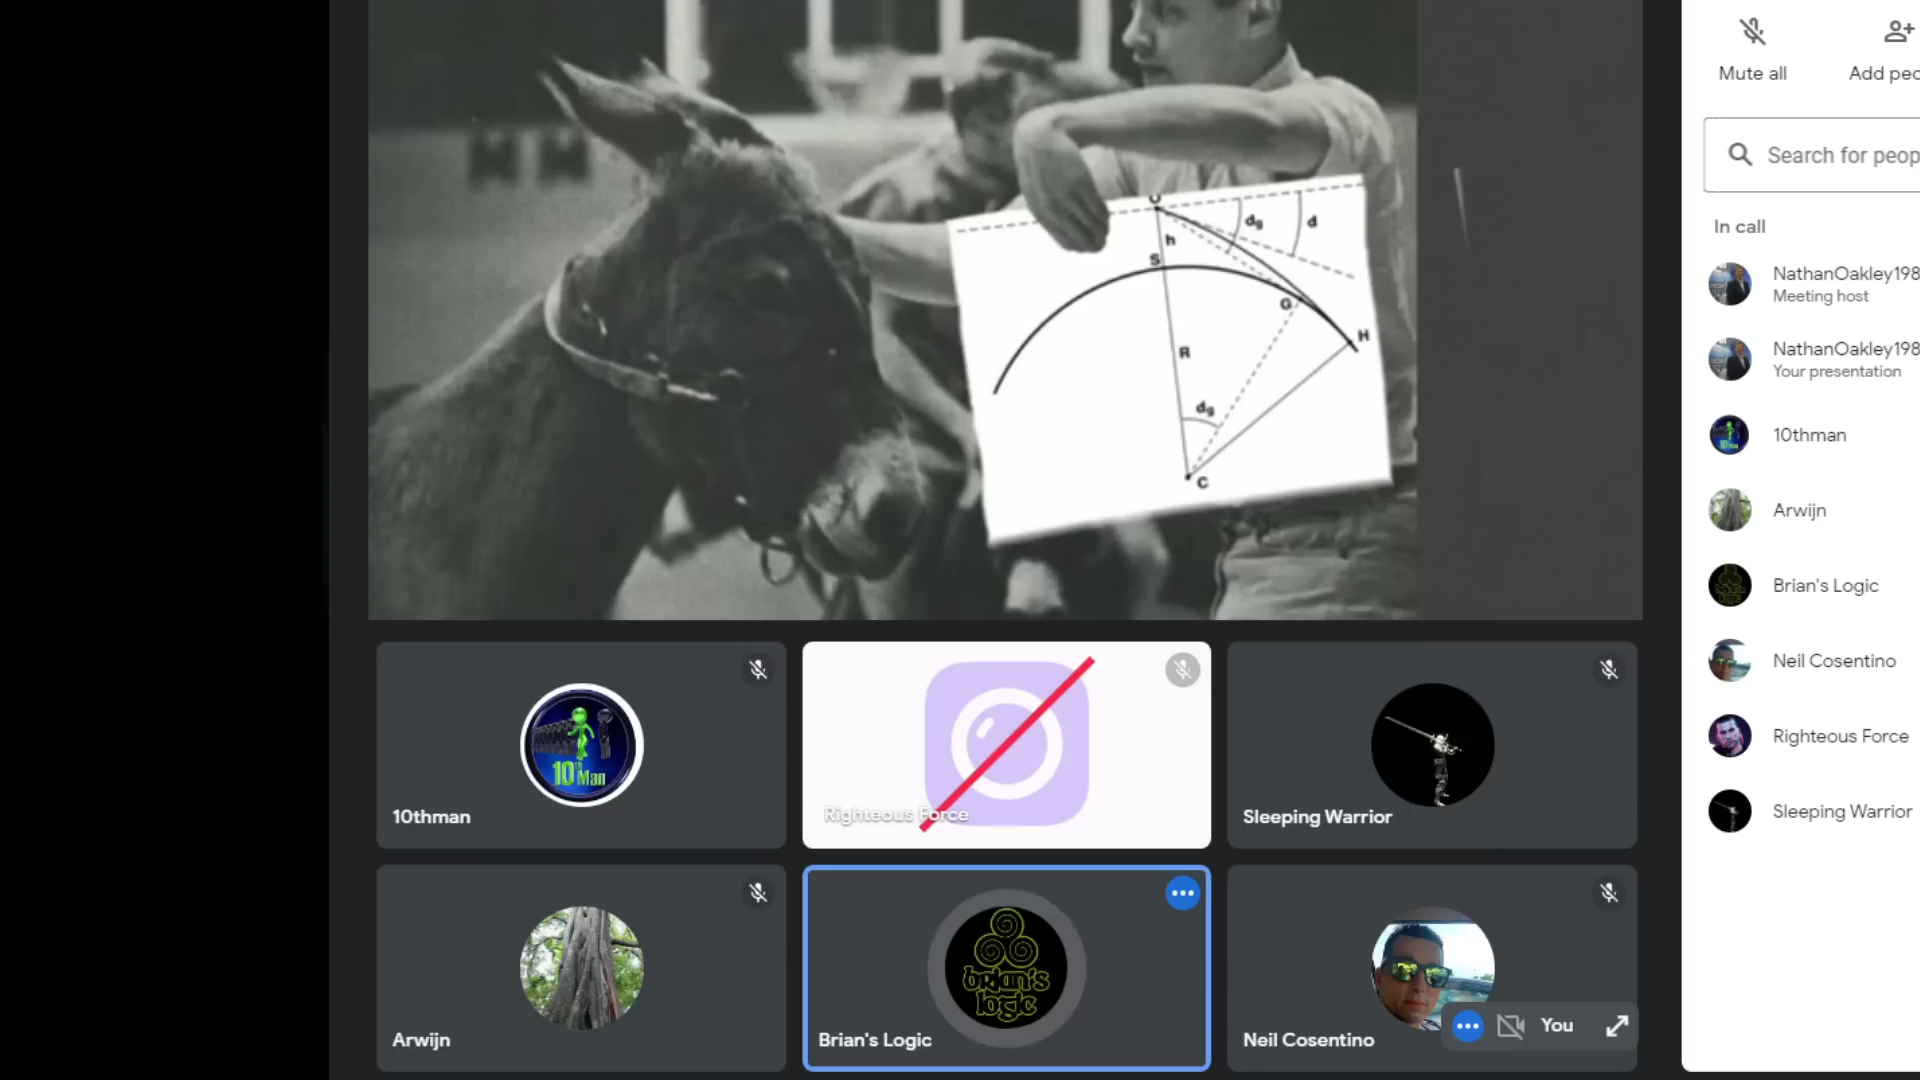 Mute all
Add pec
Search for peop
In call
NathanOakley198
Meeting host
NathanOakley198
Your presentation
10thman
Arwijn
Brian's Logic
Neil Cosentino
Righteous Force
Sleeping Warrior
dg
d
h
S
G
H
R
dg
C
10th Man
10thman
Righteous Force
Sleeping Warrior
Arwijn
brian's
logic
Brian's Logic
Neil Cosentino
You